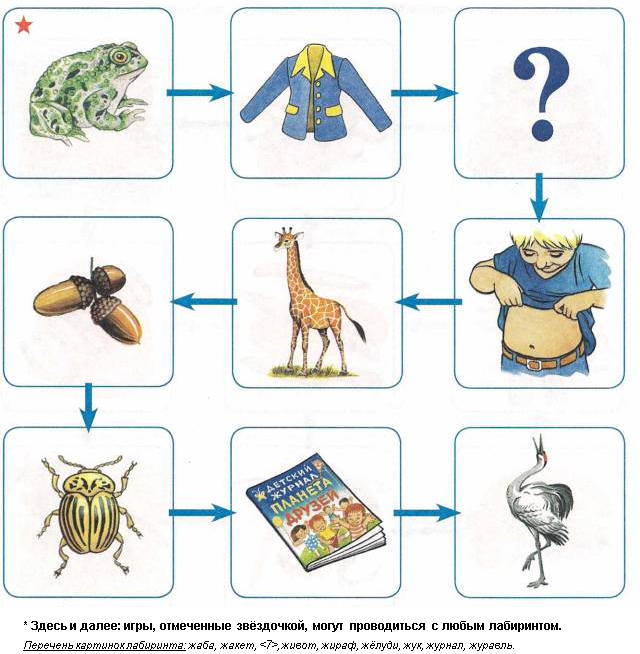 ?
ДЕТСКИЙ
ЖУРНАЛ
ПЛАНЕТА
ДРУЗЕЙ
* Здесь и далее: игры, отмеченные звёздочкой, могут проводиться с любым лабиринтом.
Перечень картинок лабиринта: жаба, жакет, <?>,живот, жираф, жёлуди, жук, журнал, журавль.